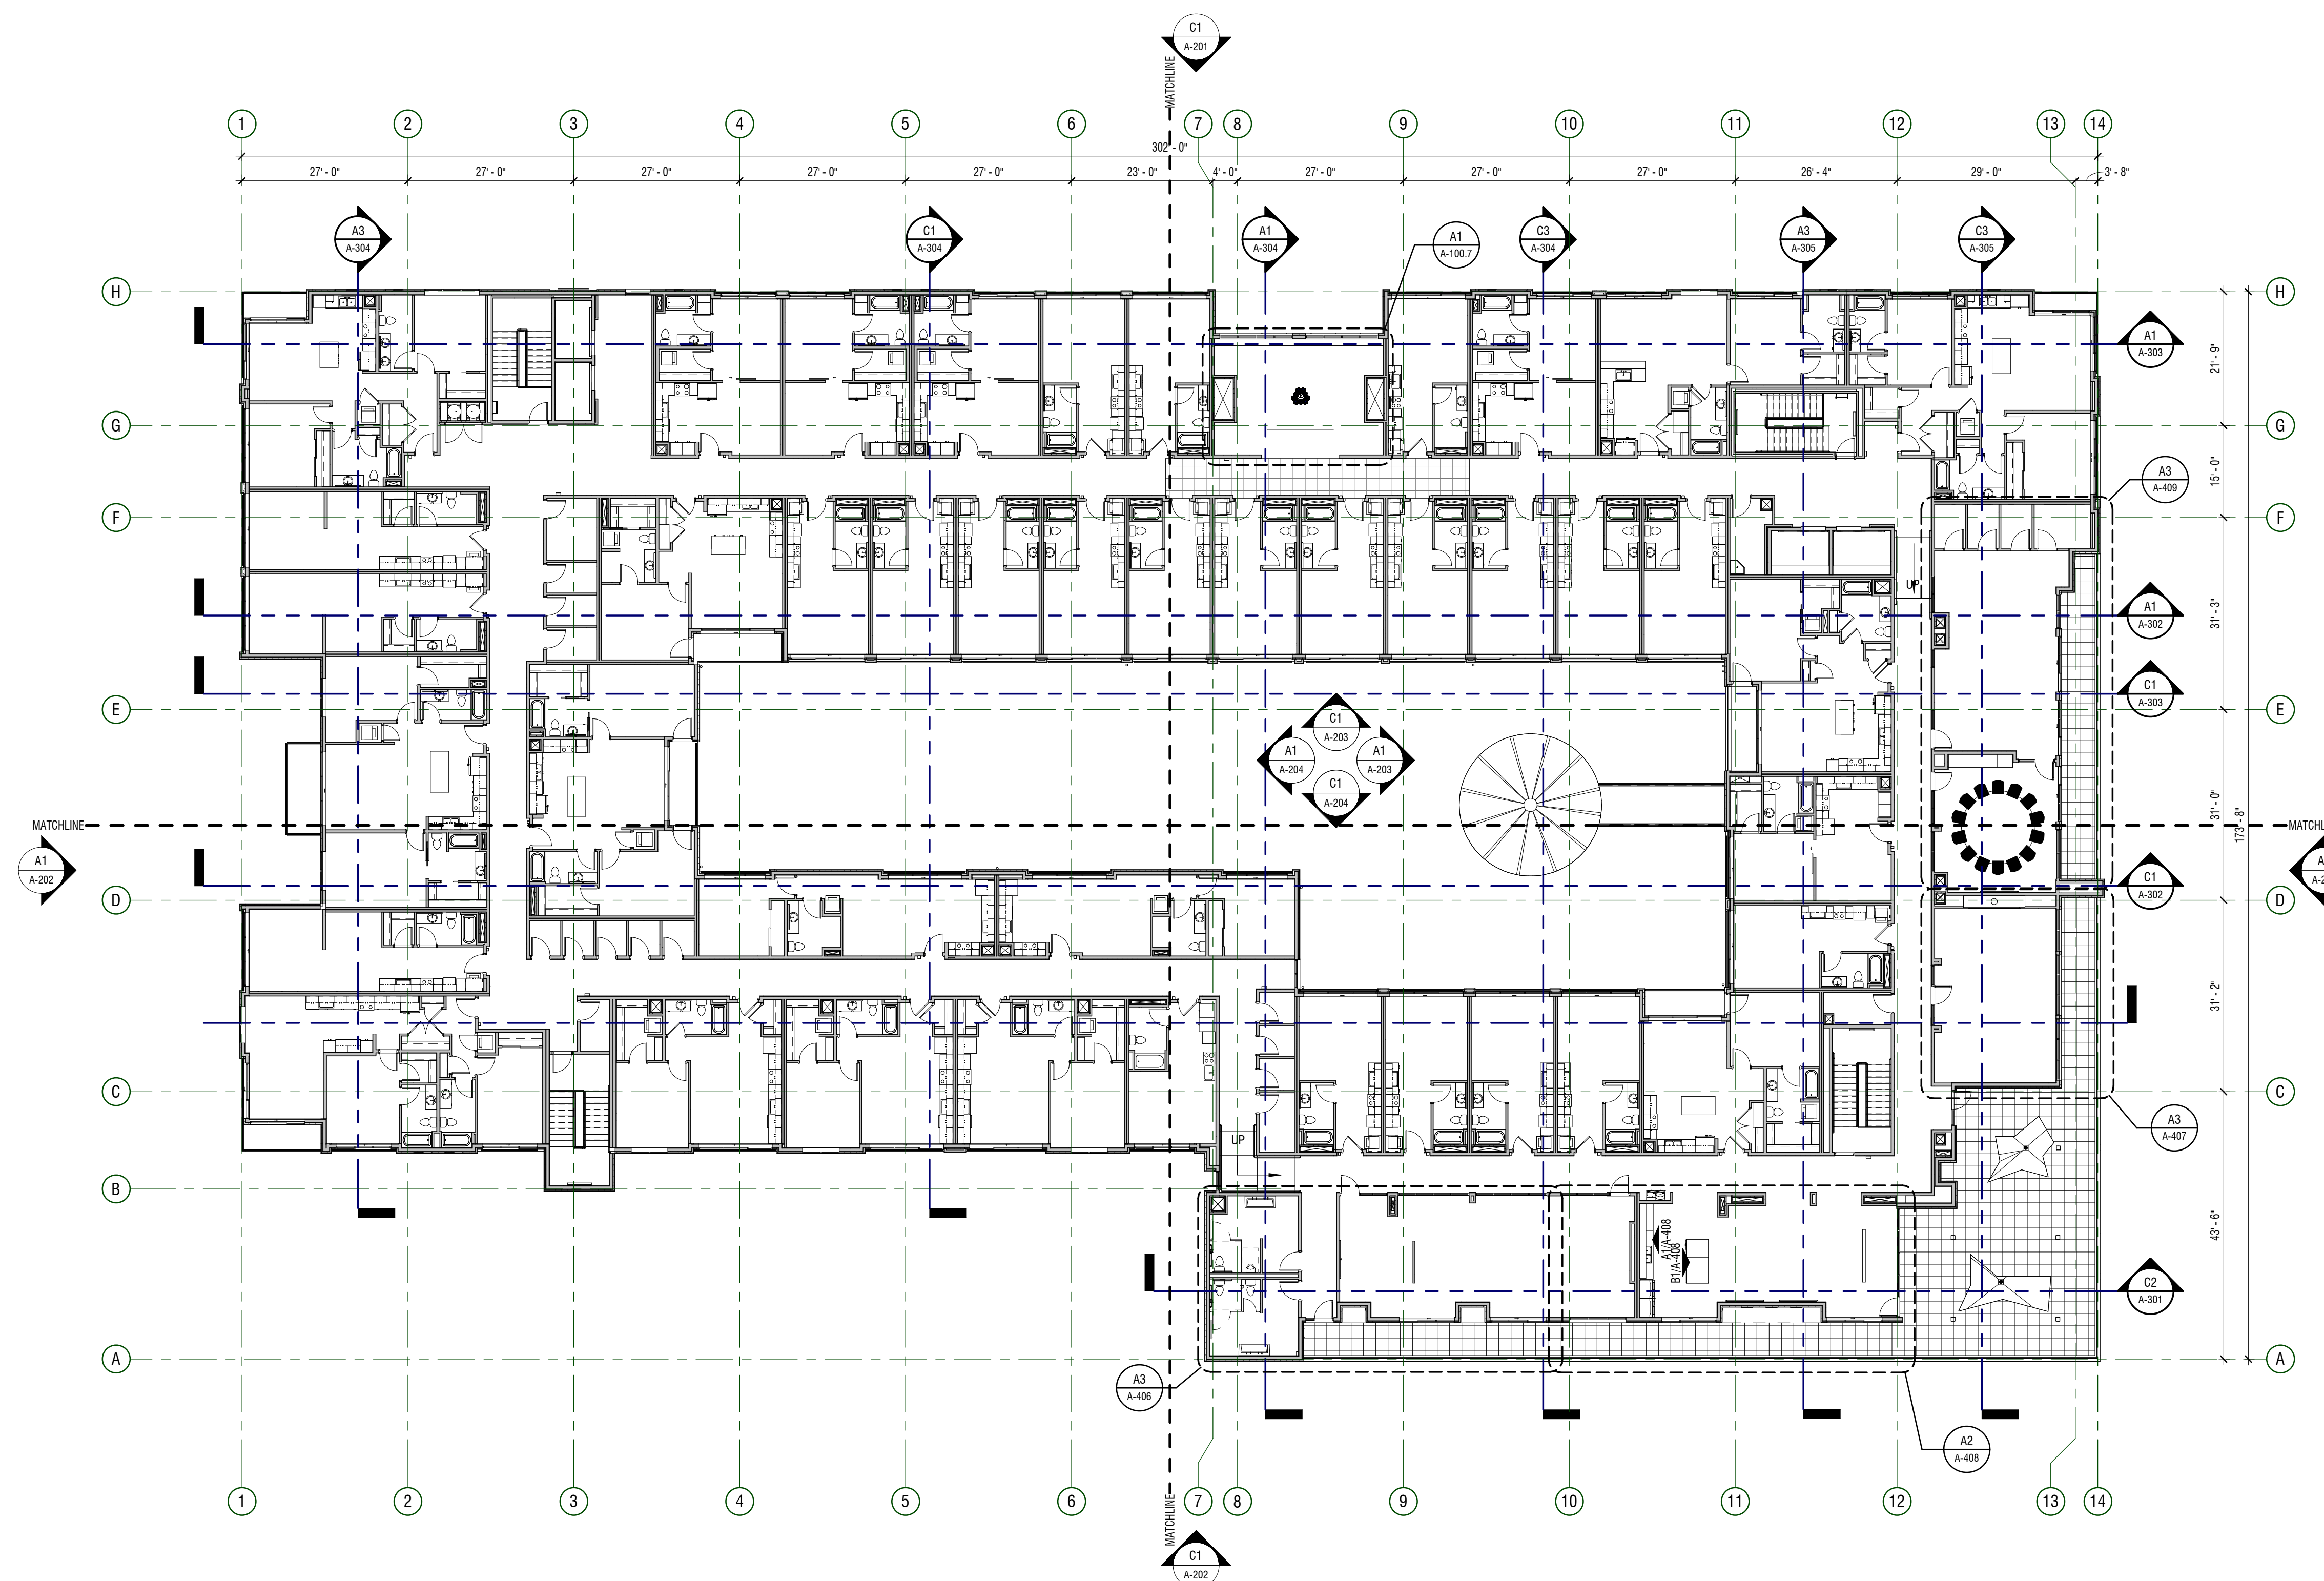 C1
A-201
MATCHLINE
1 2 3 4 5 6 7 8 9 10 11 12 13 14
302' - 0"
27' - 0" 27' - 0" 27' - 0" 27' - 0" 27' - 0" 23' - 0" 4' - 0" 27' - 0" 27' - 0" 27' - 0" 26' - 4" 29' - 0" 3' - 8"
A3 C1 A1 A1 C3 A3 C3
A-304 A-304 A-304 A-100.7 A-304 A-305 A-305
H H
A1
A-303
21' - 9"
G G
A3
A-409
15' - 0"
F F
UP
A1
A-302
31' - 3"
C1
A-303
E E
C1
A-203
A1 A1
A-204 A-203
C1
A-204
31' - 0"
173' - 8"
MATCHLINE
A1
A-202
C1
A-302
D D
31' - 2"
C C
A3
A-407
UP
B
A1/A-408
B1/A-408
43' - 6"
C2
A-301
A A
A3
A-406
A2
A-408
1 2 3 4 5 6 7 8 9 10 11 12 13 14
MATCHLINE
C1
A-202